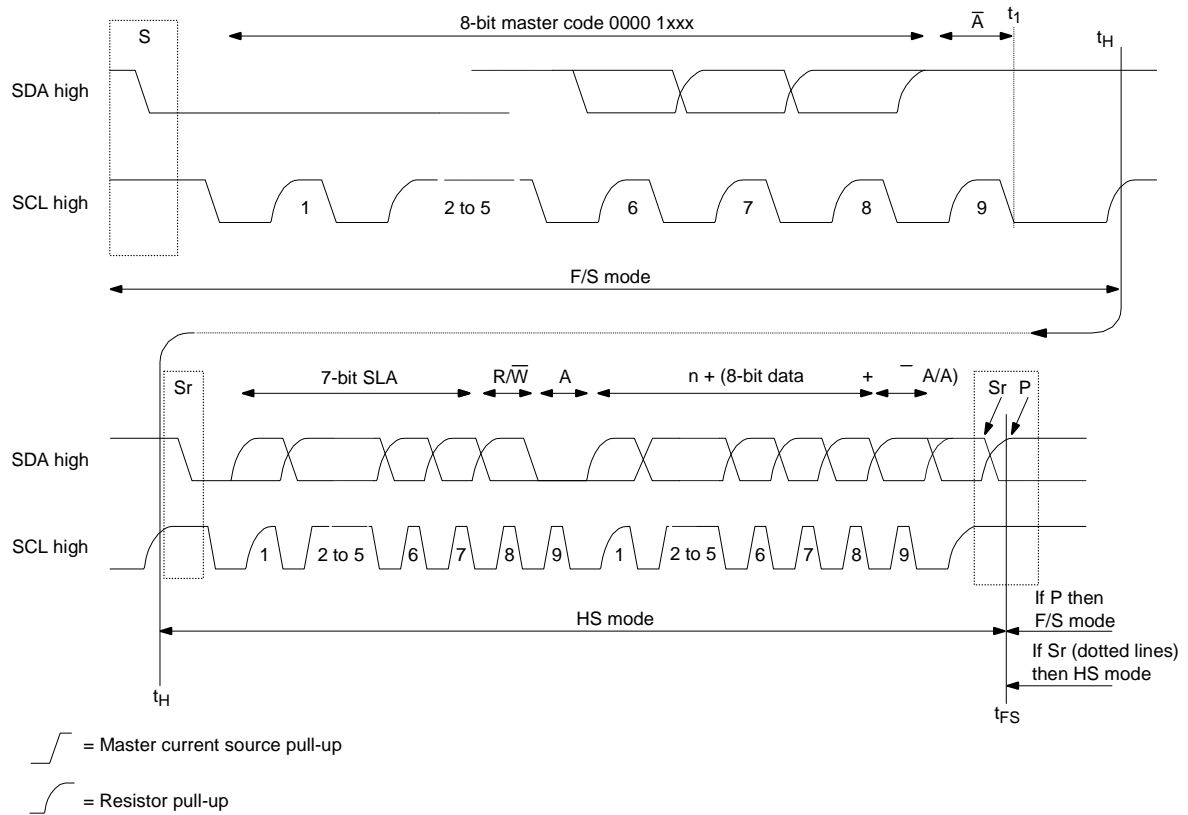 8-bit master code 0000 1xxx
A̅
t1
S
tH
SDA high
SCL high
1
2 to 5
6
7
8
9
F/S mode
7-bit SLA
R/W̅
A
n + (8-bit data + A̅/A)
Sr
Sr P
SDA high
SCL high
1
2 to 5
6
7
8
9
1
2 to 5
6
7
8
9
HS mode
If P then
F/S mode
If Sr (dotted lines)
then HS mode
tH
tFS
= Master current source pull-up
= Resistor pull-up